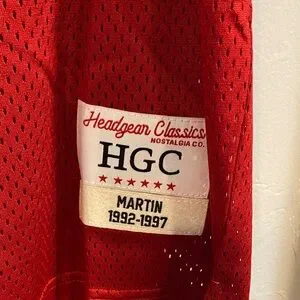 Headgear Classics
NOSTALGIA CO.
HGC
MARTIN
1992-1997